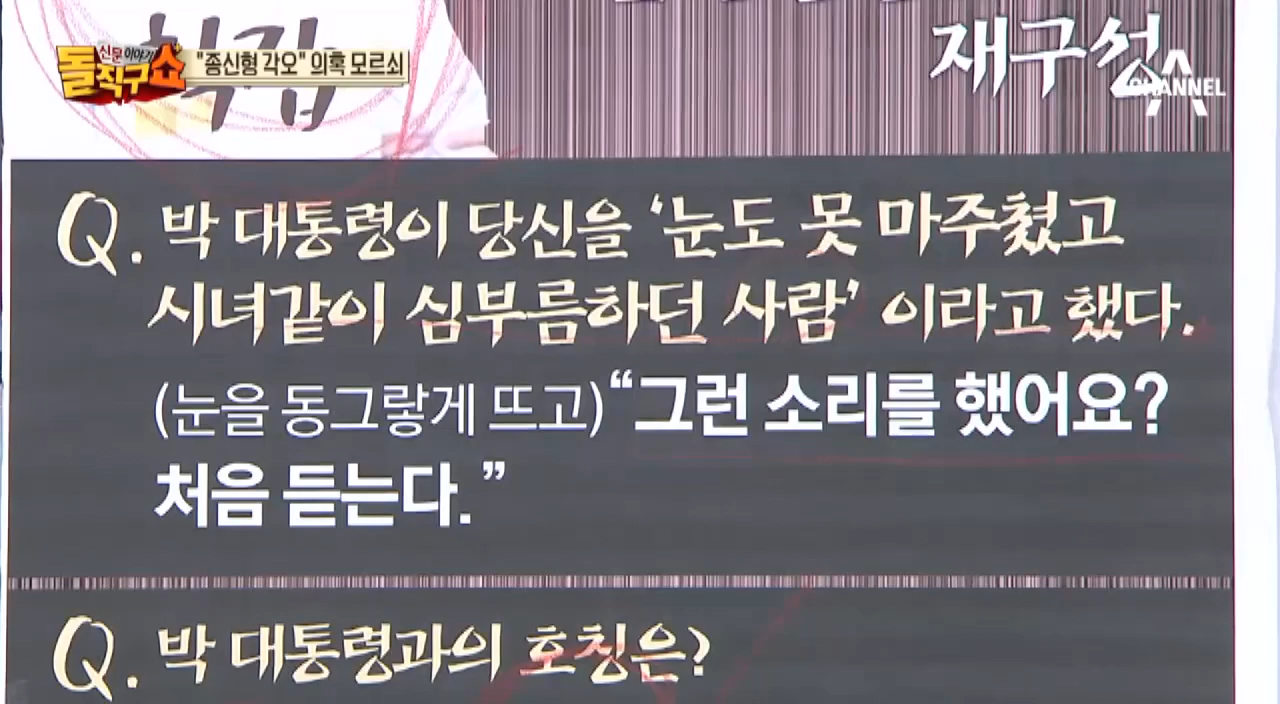 재구성
신문이야기
돌직구쇼
"종신형 각오" 의혹 모르쇠
CHANNEL A
Q. 박 대통령이 당신을 ‘눈도 못 마주쳤고
시녀같이 심부름하던 사람’ 이라고 했다.
(눈을 동그랗게 뜨고) “그런 소리를 했어요?
처음 듣는다.”
Q. 박 대통령과의 호칭은?